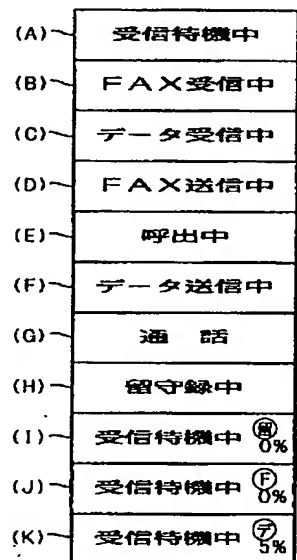 (A) 受信待機中
(B) FAX受信中
(C) データ受信中
(D) FAX送信中
(E) 呼出中
(F) データ送信中
(G) 通 話
(H) 留守録中
(I) 受信待機中 留 0%
(J) 受信待機中 F 0%
(K) 受信待機中 デ 5%